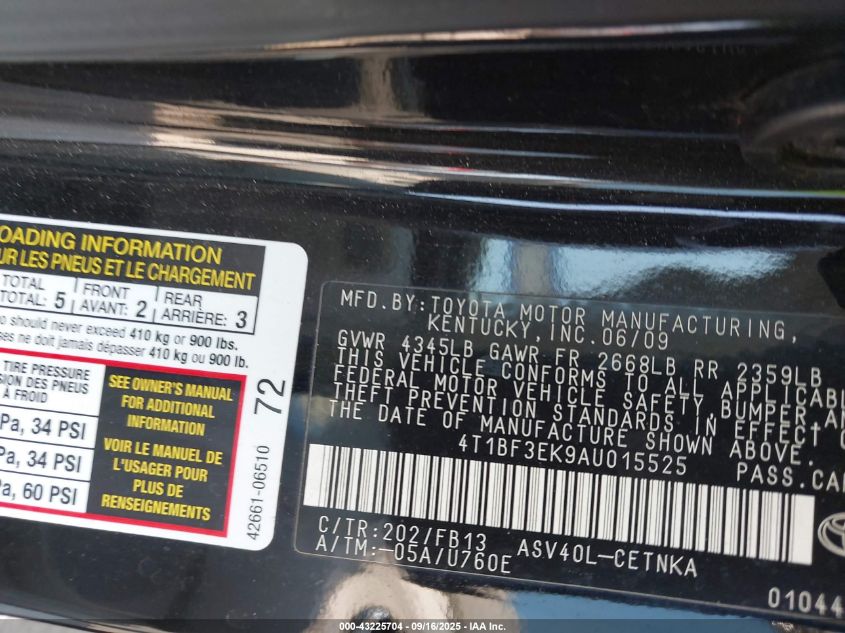 OADING INFORMATION
UR LES PNEUS ET LE CHARGEMENT
TOTAL
TOTAL: 5
FRONT
AVANT: 2
REAR
ARRIÈRE: 3
o should never exceed 410 kg or 900 lbs.
ses ne doit jamais dépasser 410 kg ou 900 lb.
TIRE PRESSURE
SION DES PNEUS
À FROID
Pa, 34 PSI
Pa, 34 PSI
Pa, 60 PSI
SEE OWNER'S MANUAL
FOR ADDITIONAL
INFORMATION
VOIR LE MANUEL DE
L'USAGER POUR
PLUS DE
RENSEIGNEMENTS
42661-06510 72
MFD.BY:TOYOTA MOTOR MANUFACTURING,
KENTUCKY,INC.06/09
GVWR 4345LB GAWR FR 2668LB RR 2359LB
THIS VEHICLE CONFORMS TO ALL APPLICABL
FEDERAL MOTOR VEHICLE SAFETY,BUMPER AN
THEFT PREVENTION STANDARDS IN EFFECT ON
THE DATE OF MANUFACTURE SHOWN ABOVE.
4T1BF3EK9AU015525 PASS.CAR
C/TR:202/FB13 ASV40L-CETNKA
A/TM:-05A/U760E
01044
000-43225704 - 09/16/2025 - IAA Inc.